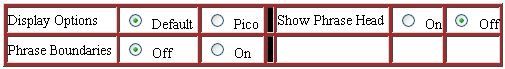 Display Options Default Pico Show Phrase Head On Off
Phrase Boundaries Off On